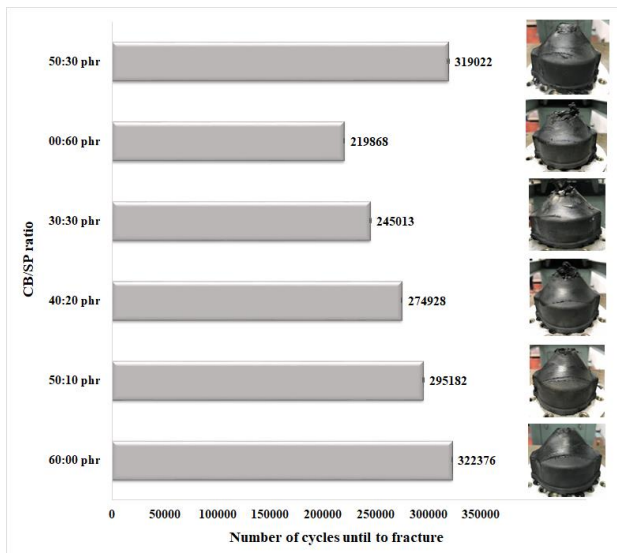 50:30 phr 319022
00:60 phr 219868
30:30 phr 245013
40:20 phr 274928
50:10 phr 295182
60:00 phr 322376
CB/SP ratio
0 50000 100000 150000 200000 250000 300000 350000
Number of cycles until to fracture